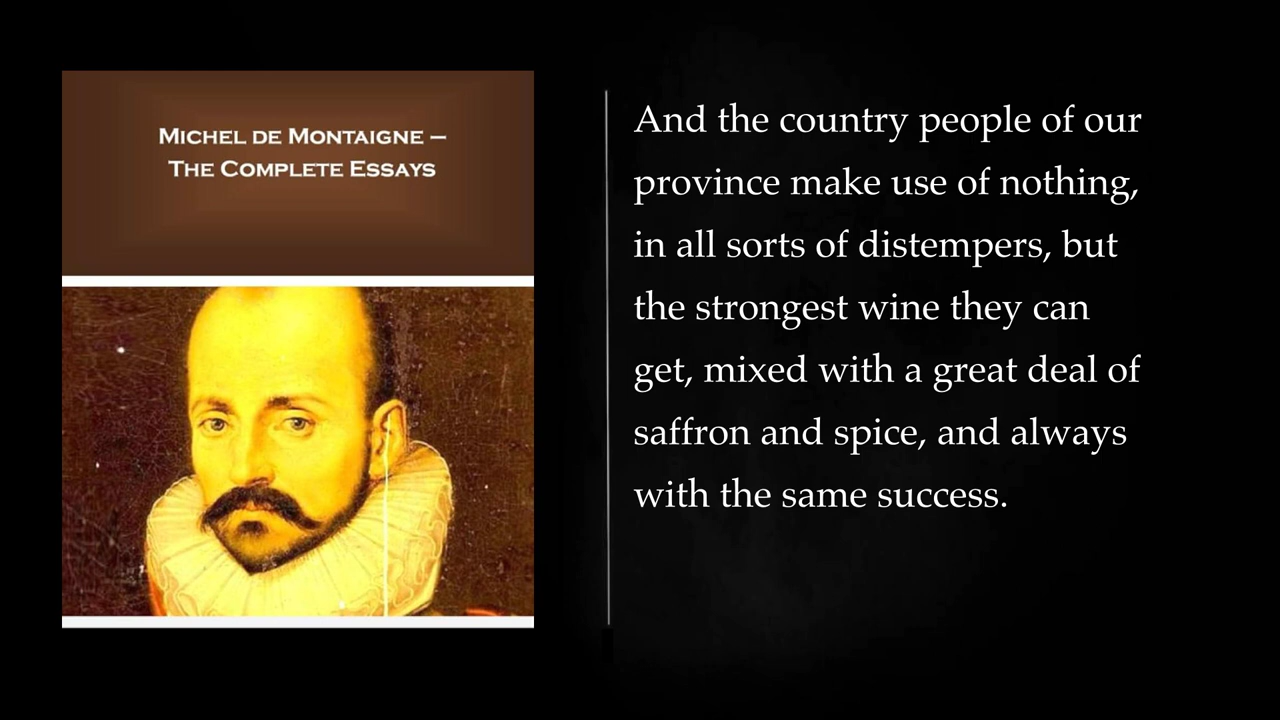 MICHEL DE MONTAIGNE –
THE COMPLETE ESSAYS
And the country people of our
province make use of nothing,
in all sorts of distempers, but
the strongest wine they can
get, mixed with a great deal of
saffron and spice, and always
with the same success.